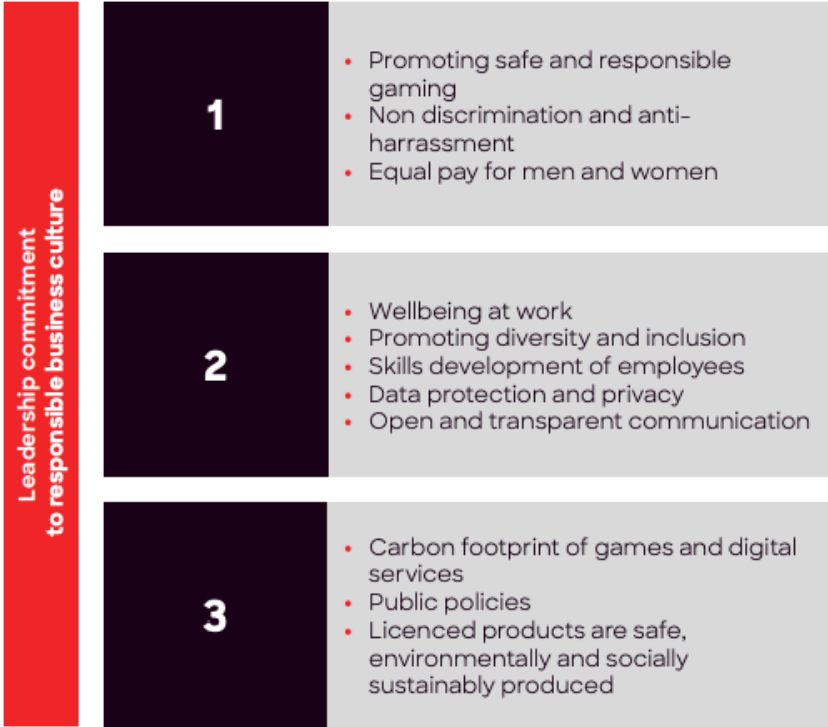 Leadership commitment
to responsible business culture
1
• Promoting safe and responsible
gaming
• Non discrimination and anti-
harrassment
• Equal pay for men and women
2
• Wellbeing at work
• Promoting diversity and inclusion
• Skills development of employees
• Data protection and privacy
• Open and transparent communication
3
• Carbon footprint of games and digital
services
• Public policies
• Licenced products are safe,
environmentally and socially
sustainably produced